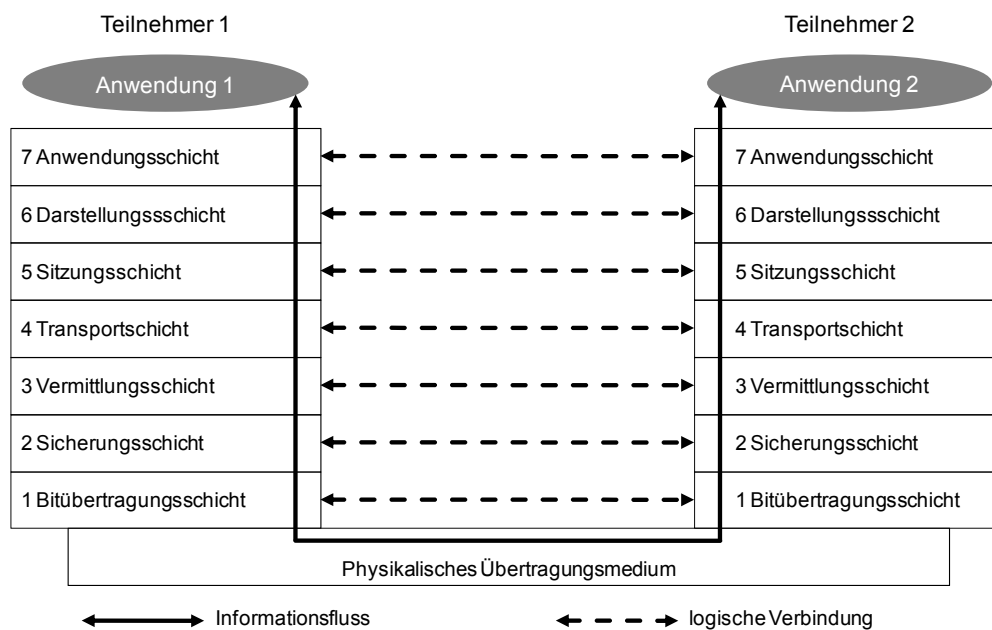 Teilnehmer 1
Teilnehmer 2
Anwendung 1
Anwendung 2
7 Anwendungsschicht
7 Anwendungsschicht
6 Darstellungssschicht
6 Darstellungssschicht
5 Sitzungsschicht
5 Sitzungsschicht
4 Transportschicht
4 Transportschicht
3 Vermittlungsschicht
3 Vermittlungsschicht
2 Sicherungsschicht
2 Sicherungsschicht
1 Bitübertragungsschicht
1 Bitübertragungsschicht
Physikalisches Übertragungsmedium
Informationsfluss
logische Verbindung